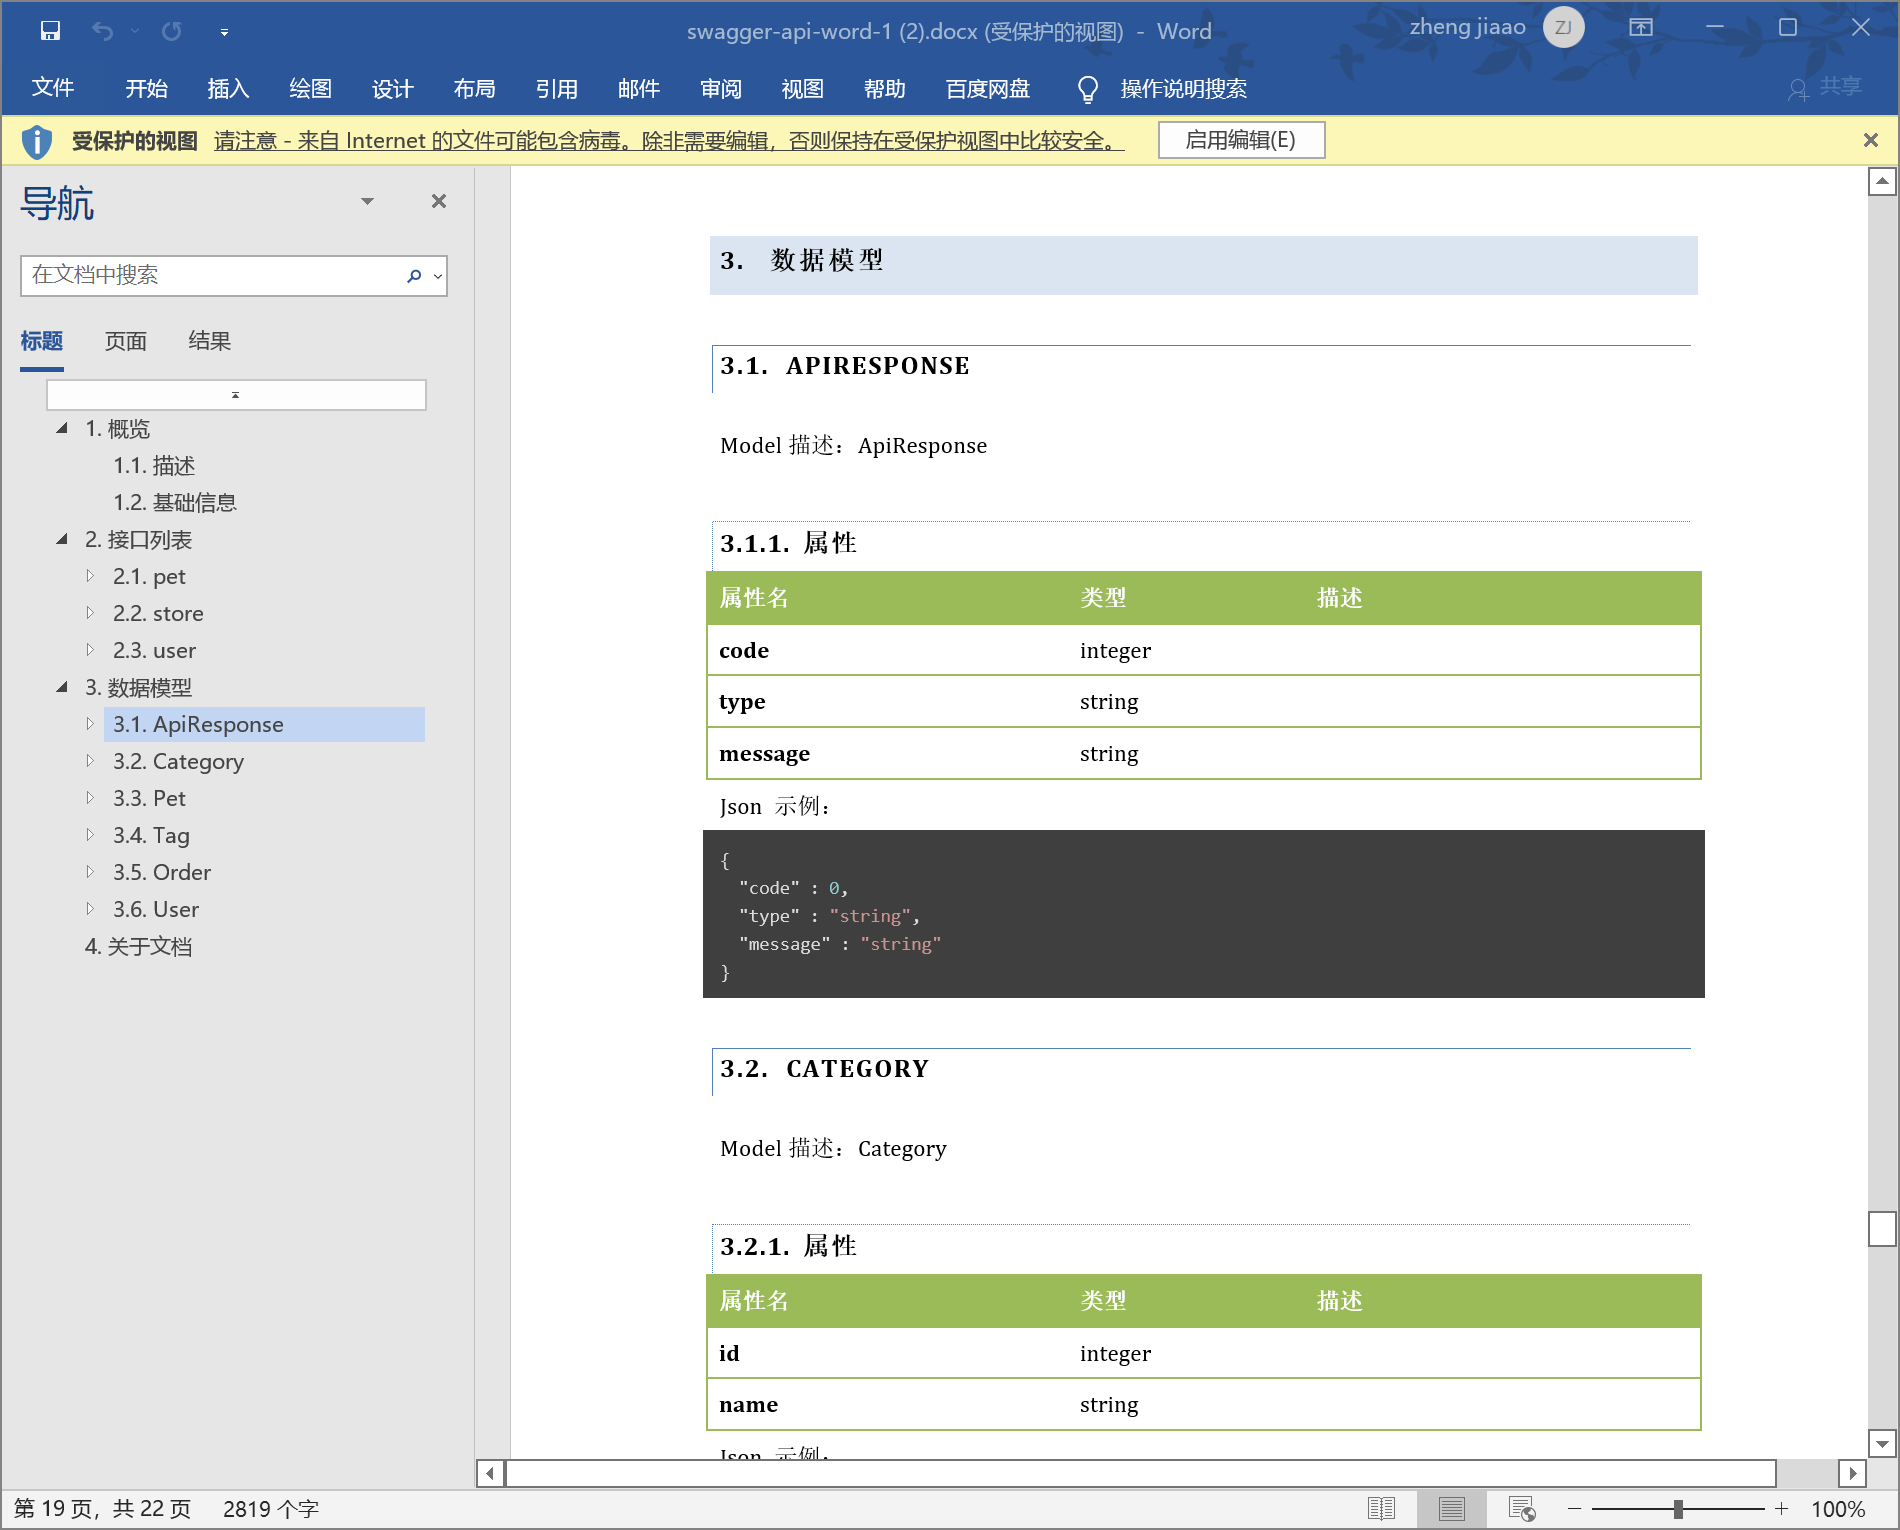 swagger-api-word-1 (2).docx (受保护的视图) - Word
zheng jiaao
ZJ
文件 开始 插入 绘图 设计 布局 引用 邮件 审阅 视图 帮助 百度网盘 操作说明搜索 共享
受保护的视图 请注意 - 来自 Internet 的文件可能包含病毒。除非需要编辑，否则保持在受保护视图中比较安全。 启用编辑(E)
导航
在文档中搜索
标题 页面 结果
1. 概览
1.1. 描述
1.2. 基础信息
2. 接口列表
2.1. pet
2.2. store
2.3. user
3. 数据模型
3.1. ApiResponse
3.2. Category
3.3. Pet
3.4. Tag
3.5. Order
3.6. User
4. 关于文档
3. 数据模型
3.1. APIRESPONSE
Model 描述：ApiResponse
3.1.1. 属性
属性名 类型 描述
code integer
type string
message string
Json 示例：
{
"code" : 0,
"type" : "string",
"message" : "string"
}
3.2. CATEGORY
Model 描述：Category
3.2.1. 属性
属性名 类型 描述
id integer
name string
Json 示例：
第 19 页，共 22 页 2819 个字
100%